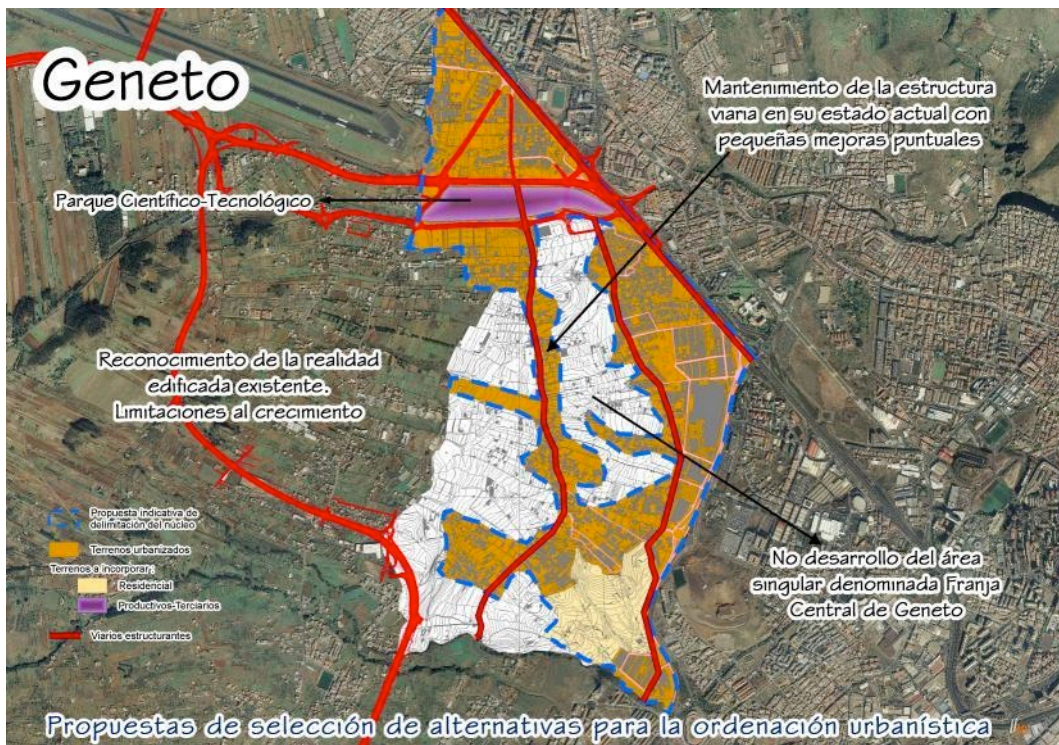 Geneto
Mantenimiento de la estructura
viaria en su estado actual con
pequeñas mejoras puntuales
Parque Científico-Tecnológico
Reconocimiento de la realidad
edificada existente.
Limitaciones al crecimiento
Propuesta indicativa de
delimitación del núcleo
Terrenos urbanizados
Terrenos a incorporar:
Residencial
Productivos-Terciarios
Viarios estructurantes
No desarrollo del área
singular denominada Franja
Central de Geneto
Propuestas de selección de alternativas para la ordenación urbanística